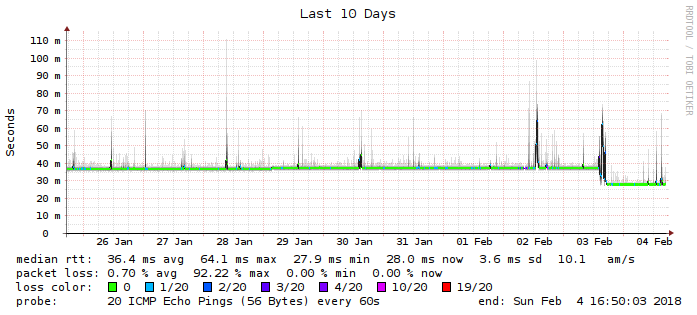 Last 10 Days
RRDTOOL / TOBI OETIKER
Seconds
110 m
100 m
90 m
80 m
70 m
60 m
50 m
40 m
30 m
20 m
10 m
0
26 Jan 27 Jan 28 Jan 29 Jan 30 Jan 31 Jan 01 Feb 02 Feb 03 Feb 04 Feb
median rtt: 36.4 ms avg 64.1 ms max 27.9 ms min 28.0 ms now 3.6 ms sd 10.1 am/s
packet loss: 0.70 % avg 92.22 % max 0.00 % min 0.00 % now
loss color: 0 1/20 2/20 3/20 4/20 10/20 19/20
probe: 20 ICMP Echo Pings (56 Bytes) every 60s end: Sun Feb 4 16:50:03 2018